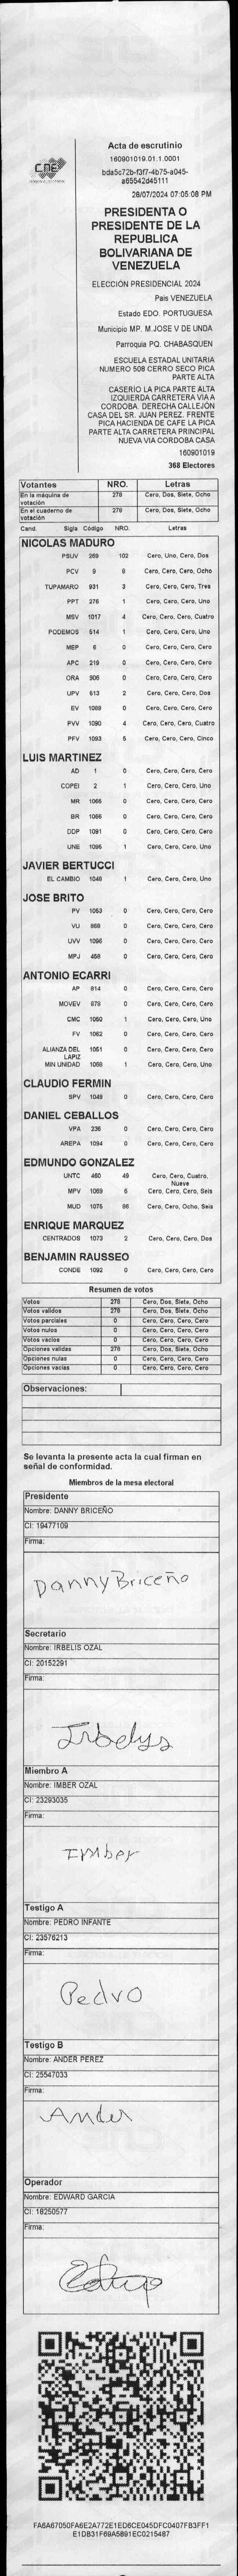 CNE
Acta de escrutinio
160901019.01.1.0001
bda5c72b-f3f7-4b75-a045-
a65542d45111
28/07/2024 07:05:08 PM
PRESIDENTA O
PRESIDENTE DE LA
REPUBLICA
BOLIVARIANA DE
VENEZUELA
ELECCIÓN PRESIDENCIAL 2024
Pais VENEZUELA
Estado EDO. PORTUGUESA
Municipio MP. M.JOSE V DE UNDA
Parroquia PQ. CHABASQUEN
ESCUELA ESTADAL UNITARIA
NUMERO 508 CERRO SECO PICA
PARTE ALTA
CASERÍO LA PICA PARTE ALTA
IZQUIERDA CARRETERA VIA A
CORDOBA. DERECHA CALLEJÓN
CASA DEL SR. JUAN PEREZ. FRENTE
PICA HACIENDA DE CAFE LA PICA
PARTE ALTA CARRETERA PRINCIPAL
NUEVA VIA CORDOBA CASA
160901019
368 Electores
Votantes NRO. Letras
En la máquina de votación 278 Cero, Dos, Siete, Ocho
En el cuaderno de votación 278 Cero, Dos, Siete, Ocho
Cand. Sigla Código NRO. Letras
NICOLAS MADURO
PSUV 269 102 Cero, Uno, Cero, Dos
PCV 9 8 Cero, Cero, Cero, Ocho
TUPAMARO 931 3 Cero, Cero, Cero, Tres
PPT 276 1 Cero, Cero, Cero, Uno
MSV 1017 4 Cero, Cero, Cero, Cuatro
PODEMOS 514 1 Cero, Cero, Cero, Uno
MEP 6 0 Cero, Cero, Cero, Cero
APC 219 0 Cero, Cero, Cero, Cero
ORA 906 0 Cero, Cero, Cero, Cero
UPV 613 2 Cero, Cero, Cero, Dos
EV 1089 0 Cero, Cero, Cero, Cero
PVV 1090 4 Cero, Cero, Cero, Cuatro
PFV 1093 5 Cero, Cero, Cero, Cinco
LUIS MARTINEZ
AD 1 0 Cero, Cero, Cero, Cero
COPEI 2 1 Cero, Cero, Cero, Uno
MR 1065 0 Cero, Cero, Cero, Cero
BR 1066 0 Cero, Cero, Cero, Cero
DDP 1091 0 Cero, Cero, Cero, Cero
UNE 1095 1 Cero, Cero, Cero, Uno
JAVIER BERTUCCI
EL CAMBIO 1048 1 Cero, Cero, Cero, Uno
JOSE BRITO
PV 1053 0 Cero, Cero, Cero, Cero
VU 868 0 Cero, Cero, Cero, Cero
UVV 1096 0 Cero, Cero, Cero, Cero
MPJ 458 0 Cero, Cero, Cero, Cero
ANTONIO ECARRI
AP 814 0 Cero, Cero, Cero, Cero
MOVEV 879 0 Cero, Cero, Cero, Cero
CMC 1050 1 Cero, Cero, Cero, Uno
FV 1062 0 Cero, Cero, Cero, Cero
ALIANZA DEL LAPIZ 1051 0 Cero, Cero, Cero, Cero
MIN UNIDAD 1058 1 Cero, Cero, Cero, Uno
CLAUDIO FERMIN
SPV 1049 0 Cero, Cero, Cero, Cero
DANIEL CEBALLOS
VPA 236 0 Cero, Cero, Cero, Cero
AREPA 1094 0 Cero, Cero, Cero, Cero
EDMUNDO GONZALEZ
UNTC 460 49 Cero, Cero, Cuatro, Nueve
MPV 1069 6 Cero, Cero, Cero, Seis
MUD 1075 86 Cero, Cero, Ocho, Seis
ENRIQUE MARQUEZ
CENTRADOS 1073 2 Cero, Cero, Cero, Dos
BENJAMIN RAUSSEO
CONDE 1092 0 Cero, Cero, Cero, Cero
Resumen de votos
Votos 278 Cero, Dos, Siete, Ocho
Votos validos 278 Cero, Dos, Siete, Ocho
Votos parciales 0 Cero, Cero, Cero, Cero
Votos nulos 0 Cero, Cero, Cero, Cero
Votos vacios 0 Cero, Cero, Cero, Cero
Opciones validas 278 Cero, Dos, Siete, Ocho
Opciones nulas 0 Cero, Cero, Cero, Cero
Opciones vacias 0 Cero, Cero, Cero, Cero
Observaciones:
Se levanta la presente acta la cual firman en
señal de conformidad.
Miembros de la mesa electoral
Presidente
Nombre: DANNY BRICEÑO
CI: 19477109
Firma:
Danny Briceño
Secretario
Nombre: IRBELIS OZAL
CI: 20152291
Firma:
Irbelys
Miembro A
Nombre: IMBER OZAL
CI: 23293035
Firma:
Imber
Testigo A
Nombre: PEDRO INFANTE
CI: 23576213
Firma:
Pedro
Testigo B
Nombre: ANDER PEREZ
CI: 25547033
Firma:
Ander
Operador
Nombre: EDWARD GARCIA
CI: 18250577
Firma:
FA6A67050FA6E2A772E1ED6CE045DFC0407FB3FF1
E1DB31F69A5891EC0215487